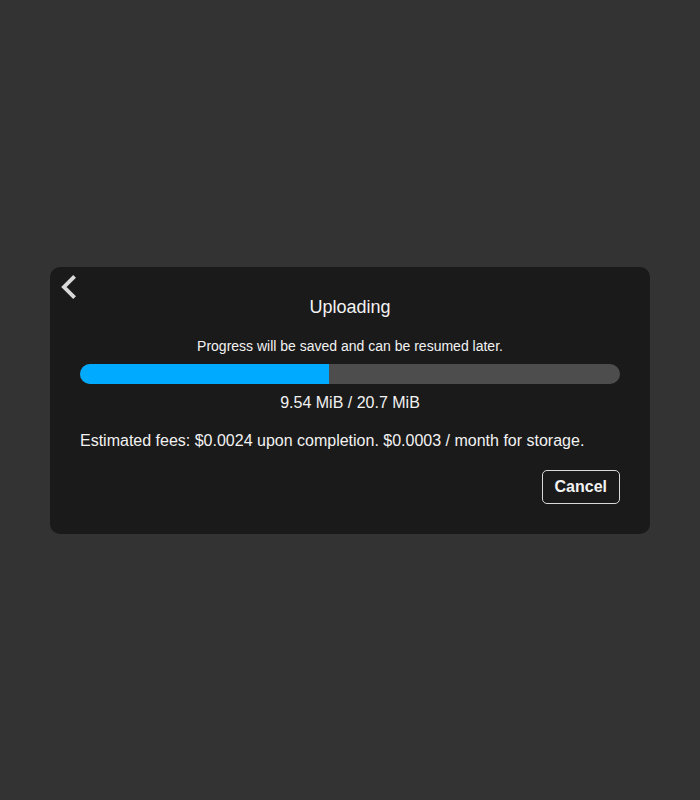 Uploading
Progress will be saved and can be resumed later.
9.54 MiB / 20.7 MiB
Estimated fees: $0.0024 upon completion. $0.0003 / month for storage.
Cancel